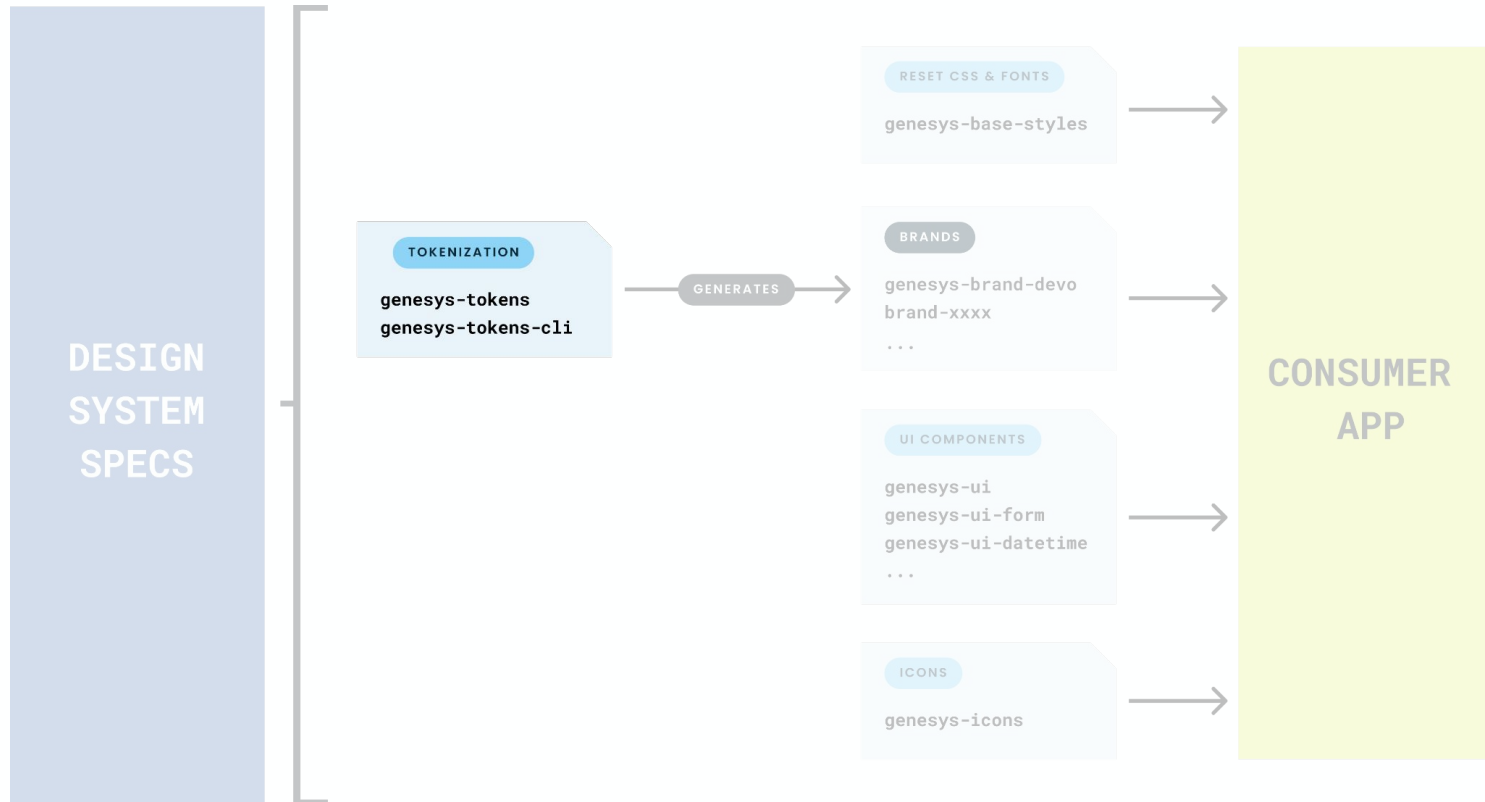 DESIGN
SYSTEM
SPECS
TOKENIZATION
genesys-tokens
genesys-tokens-cli
GENERATES
RESET CSS & FONTS
genesys-base-styles
BRANDS
genesys-brand-devo
brand-xxxx
...
UI COMPONENTS
genesys-ui
genesys-ui-form
genesys-ui-datetime
...
ICONS
genesys-icons
CONSUMER
APP